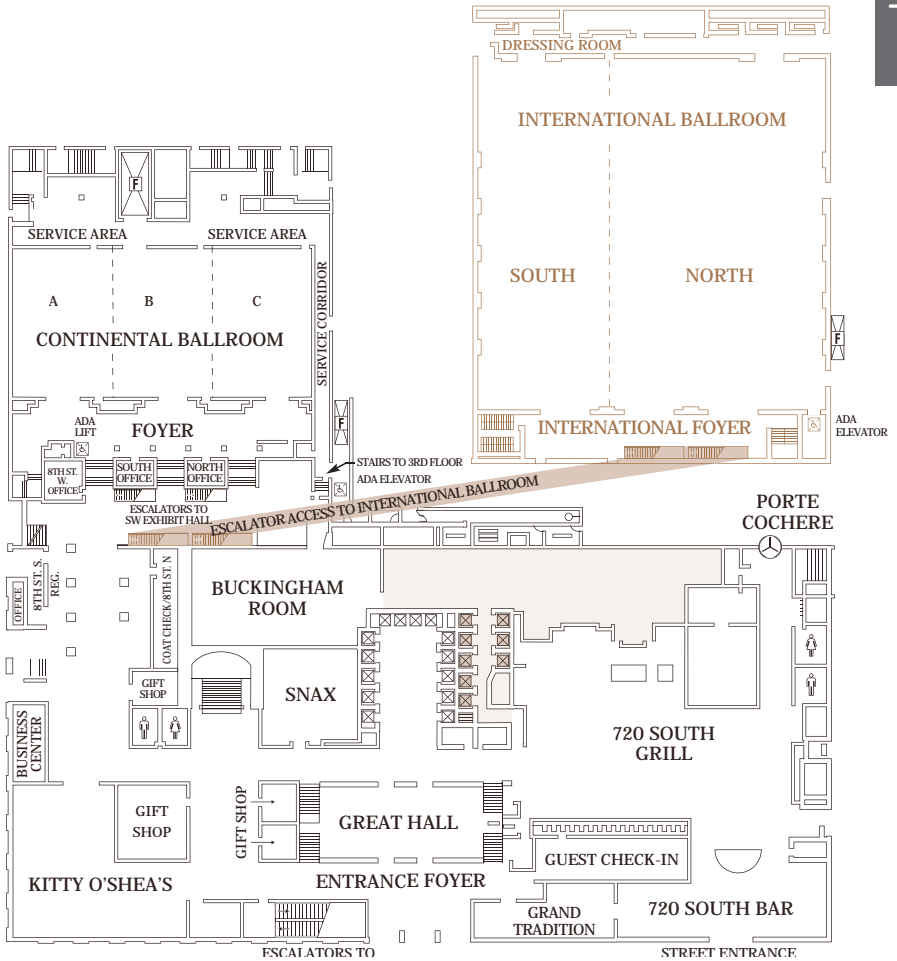 DRESSING ROOM
INTERNATIONAL BALLROOM
F
SERVICE AREA
SERVICE AREA
SOUTH
NORTH
A
B
C
SERVICE CORRIDOR
CONTINENTAL BALLROOM
F
F
ADA
LIFT
FOYER
INTERNATIONAL FOYER
ADA
ELEVATOR
8TH ST.
W.
OFFICE
SOUTH
OFFICE
NORTH
OFFICE
STAIRS TO 3RD FLOOR
ADA ELEVATOR
ESCALATORS TO
SW EXHIBIT HALL
ESCALATOR ACCESS TO INTERNATIONAL BALLROOM
PORTE
COCHERE
OFFICE
8TH ST. S.
REG.
COAT CHECK/8TH ST. N
BUCKINGHAM
ROOM
GIFT
SHOP
SNAX
BUSINESS
CENTER
720 SOUTH
GRILL
GIFT
SHOP
GIFT SHOP
GREAT HALL
GUEST CHECK-IN
KITTY O'SHEA'S
ENTRANCE FOYER
GRAND
TRADITION
720 SOUTH BAR
ESCALATORS TO
STREET ENTRANCE